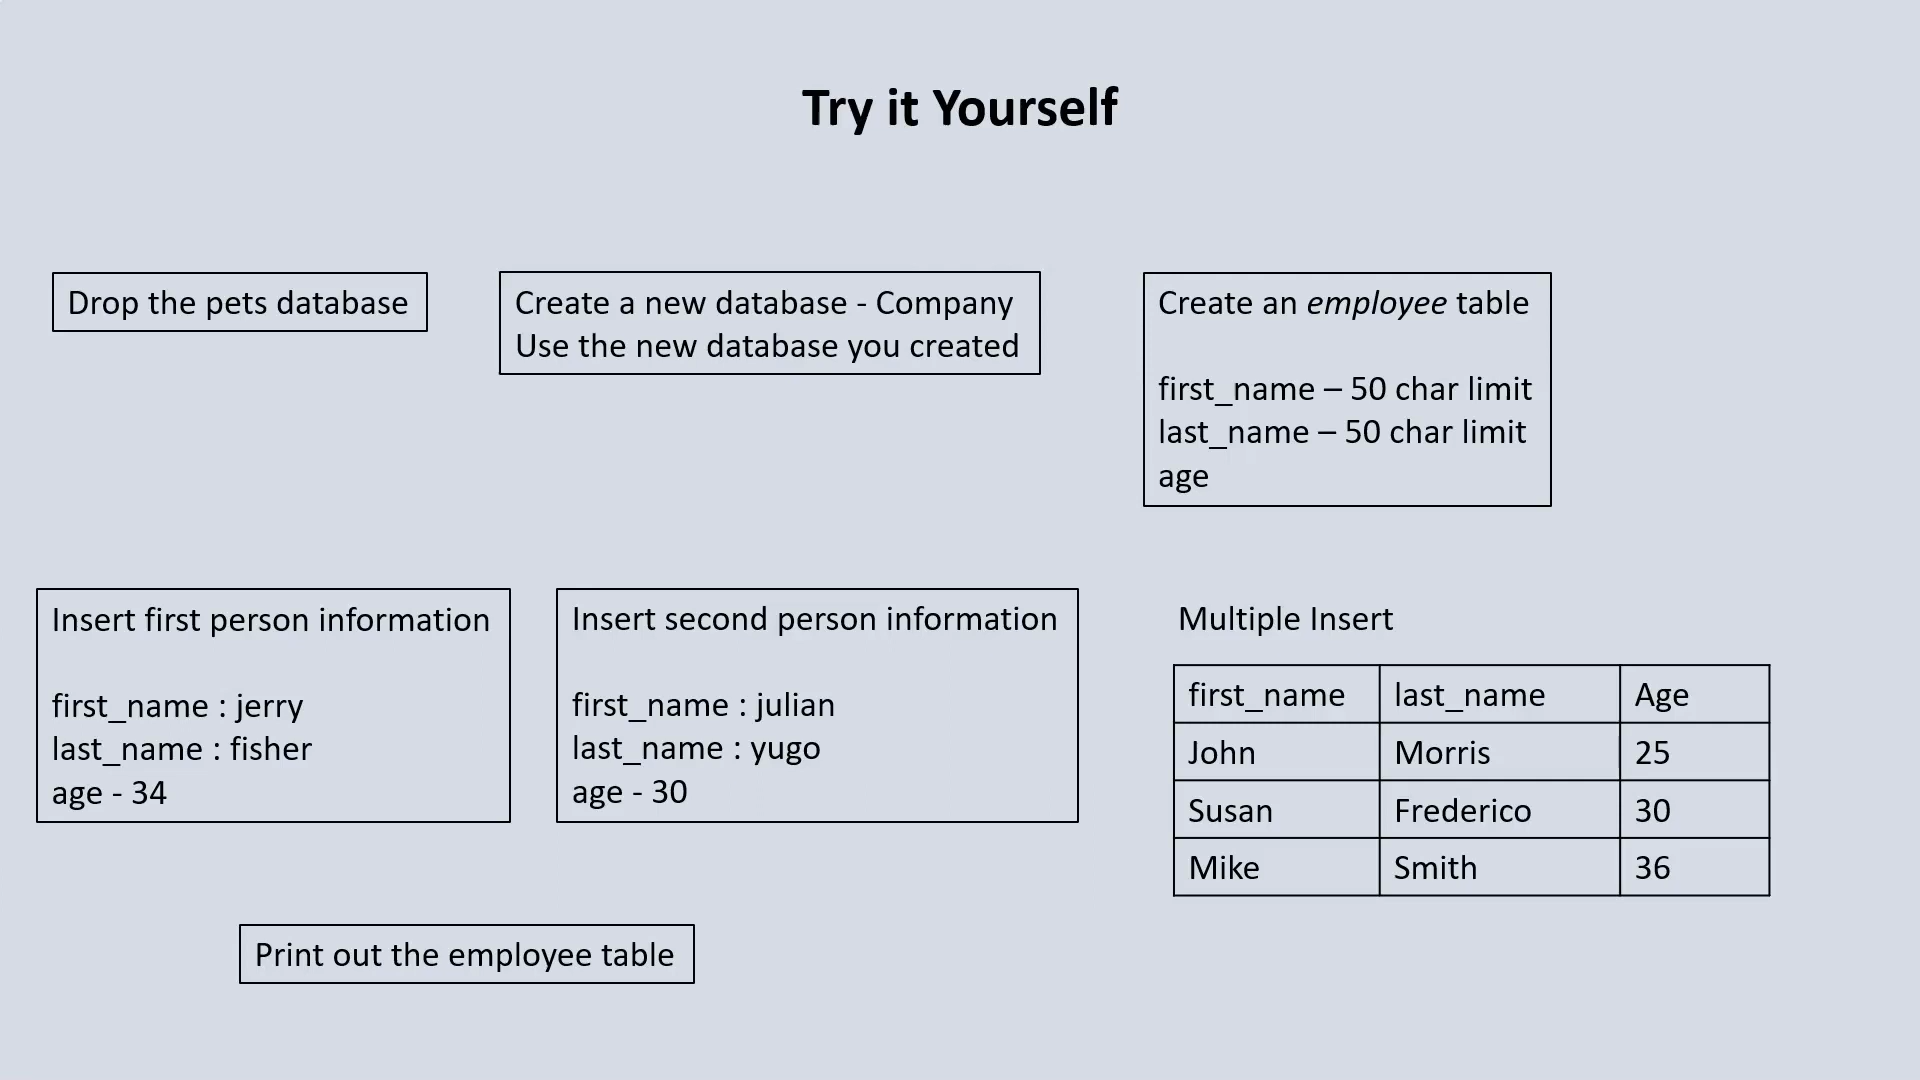 Try it Yourself
Drop the pets database
Create a new database - Company
Use the new database you created
Create an employee table
first_name – 50 char limit
last_name – 50 char limit
age
Insert first person information
first_name : jerry
last_name : fisher
age - 34
Insert second person information
first_name : julian
last_name : yugo
age - 30
Multiple Insert
first_name last_name Age
John Morris 25
Susan Frederico 30
Mike Smith 36
Print out the employee table